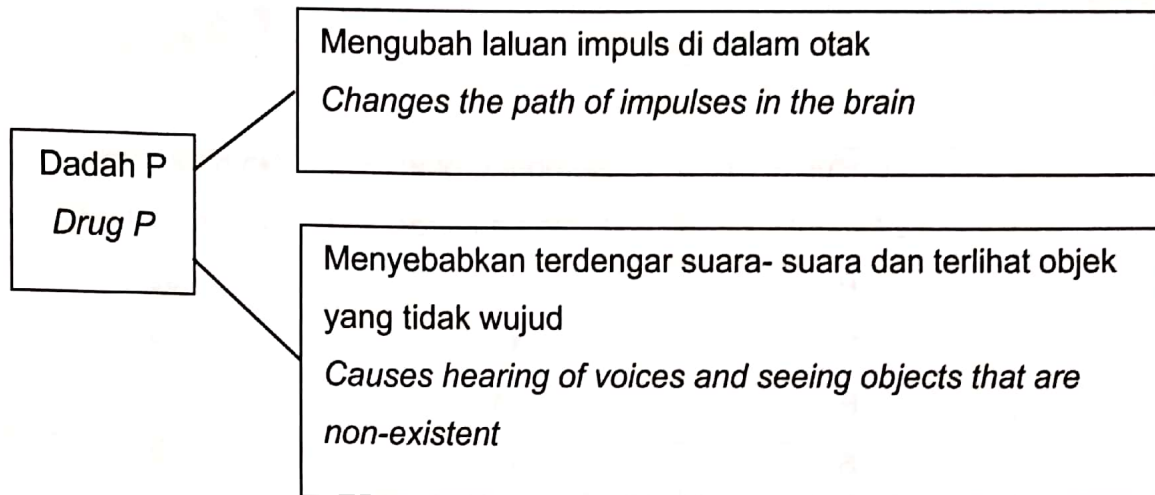 Mengubah laluan impuls di dalam otak
Changes the path of impulses in the brain
Dadah P
Drug P
Menyebabkan terdengar suara- suara dan terlihat objek
yang tidak wujud
Causes hearing of voices and seeing objects that are
non-existent